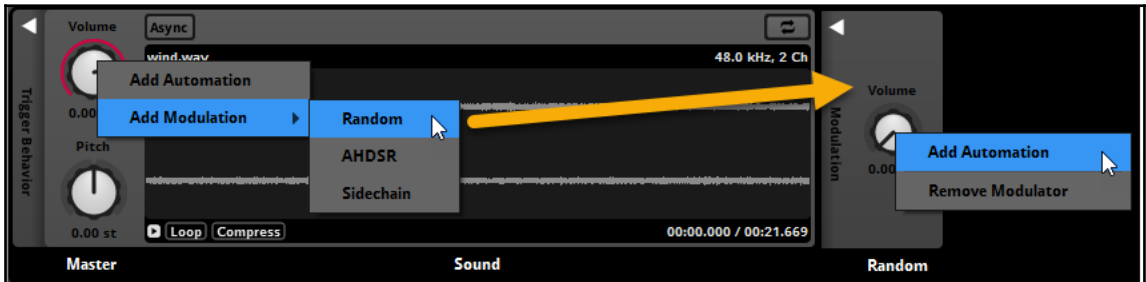 Volume
Async
wind.wav
48.0 kHz, 2 Ch
Add Automation
0.00
Add Modulation
Random
AHDSR
Sidechain
Trigger Behavior
Pitch
0.00 st
Loop
Compress
00:00.000 / 00:21.669
Modulation
Volume
0.00
Add Automation
Remove Modulator
Master
Sound
Random